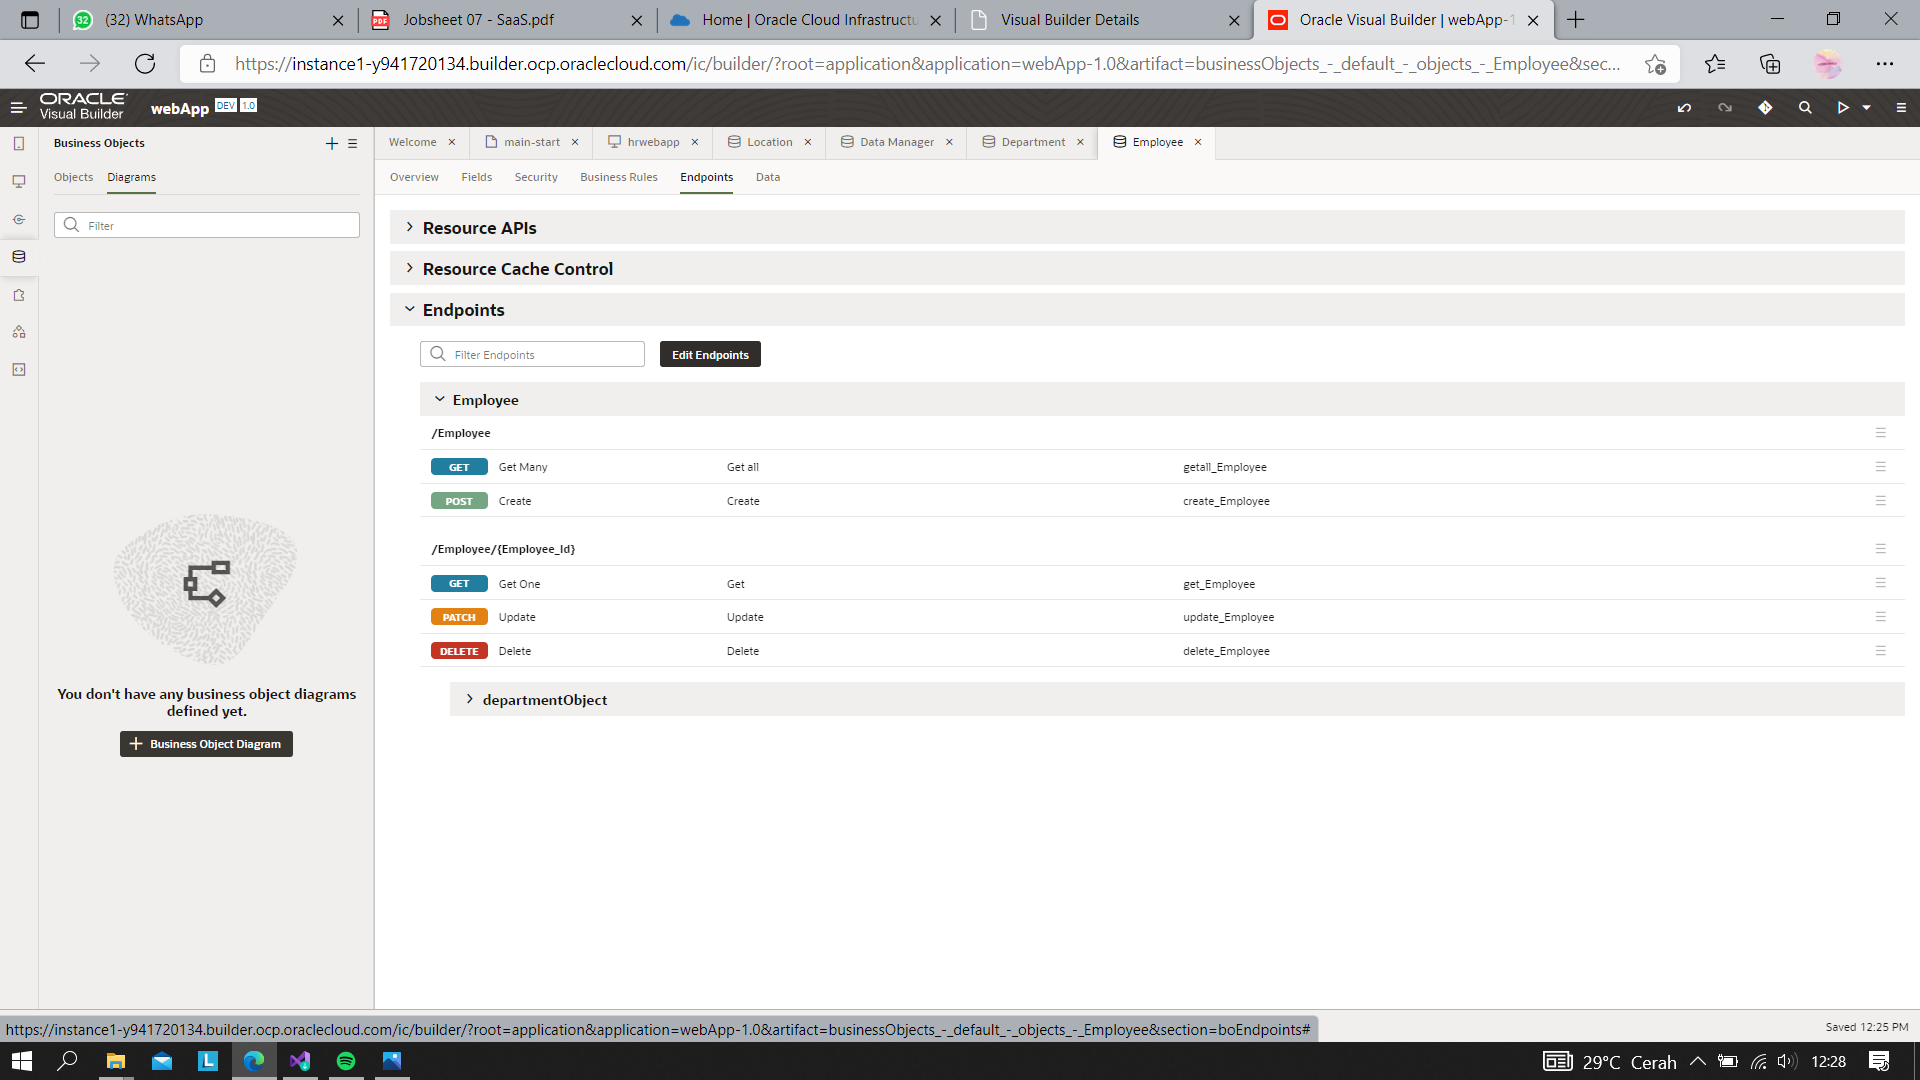 (32) WhatsApp
Jobsheet 07 - SaaS.pdf
Home | Oracle Cloud Infrastructu
Visual Builder Details
Oracle Visual Builder | webApp-1
https://instance1-y941720134.builder.ocp.oraclecloud.com/ic/builder/?root=application&application=webApp-1.0&artifact=businessObjects_-_default_-_objects_-_Employee&sec...
ORACLE
Visual Builder
webApp DEV 1.0
Business Objects
Welcome
main-start
hrwebapp
Location
Data Manager
Department
Employee
Objects Diagrams
Overview Fields Security Business Rules Endpoints Data
Filter
Resource APIs
Resource Cache Control
Endpoints
Filter Endpoints
Edit Endpoints
Employee
/Employee
GET Get Many Get all getall_Employee
POST Create Create create_Employee
/Employee/{Employee_Id}
GET Get One Get get_Employee
PATCH Update Update update_Employee
DELETE Delete Delete delete_Employee
departmentObject
You don't have any business object diagrams
defined yet.
Business Object Diagram
https://instance1-y941720134.builder.ocp.oraclecloud.com/ic/builder/?root=application&application=webApp-1.0&artifact=businessObjects_-_default_-_objects_-_Employee&section=boEndpoints#
Saved 12:25 PM
29°C Cerah
12:28